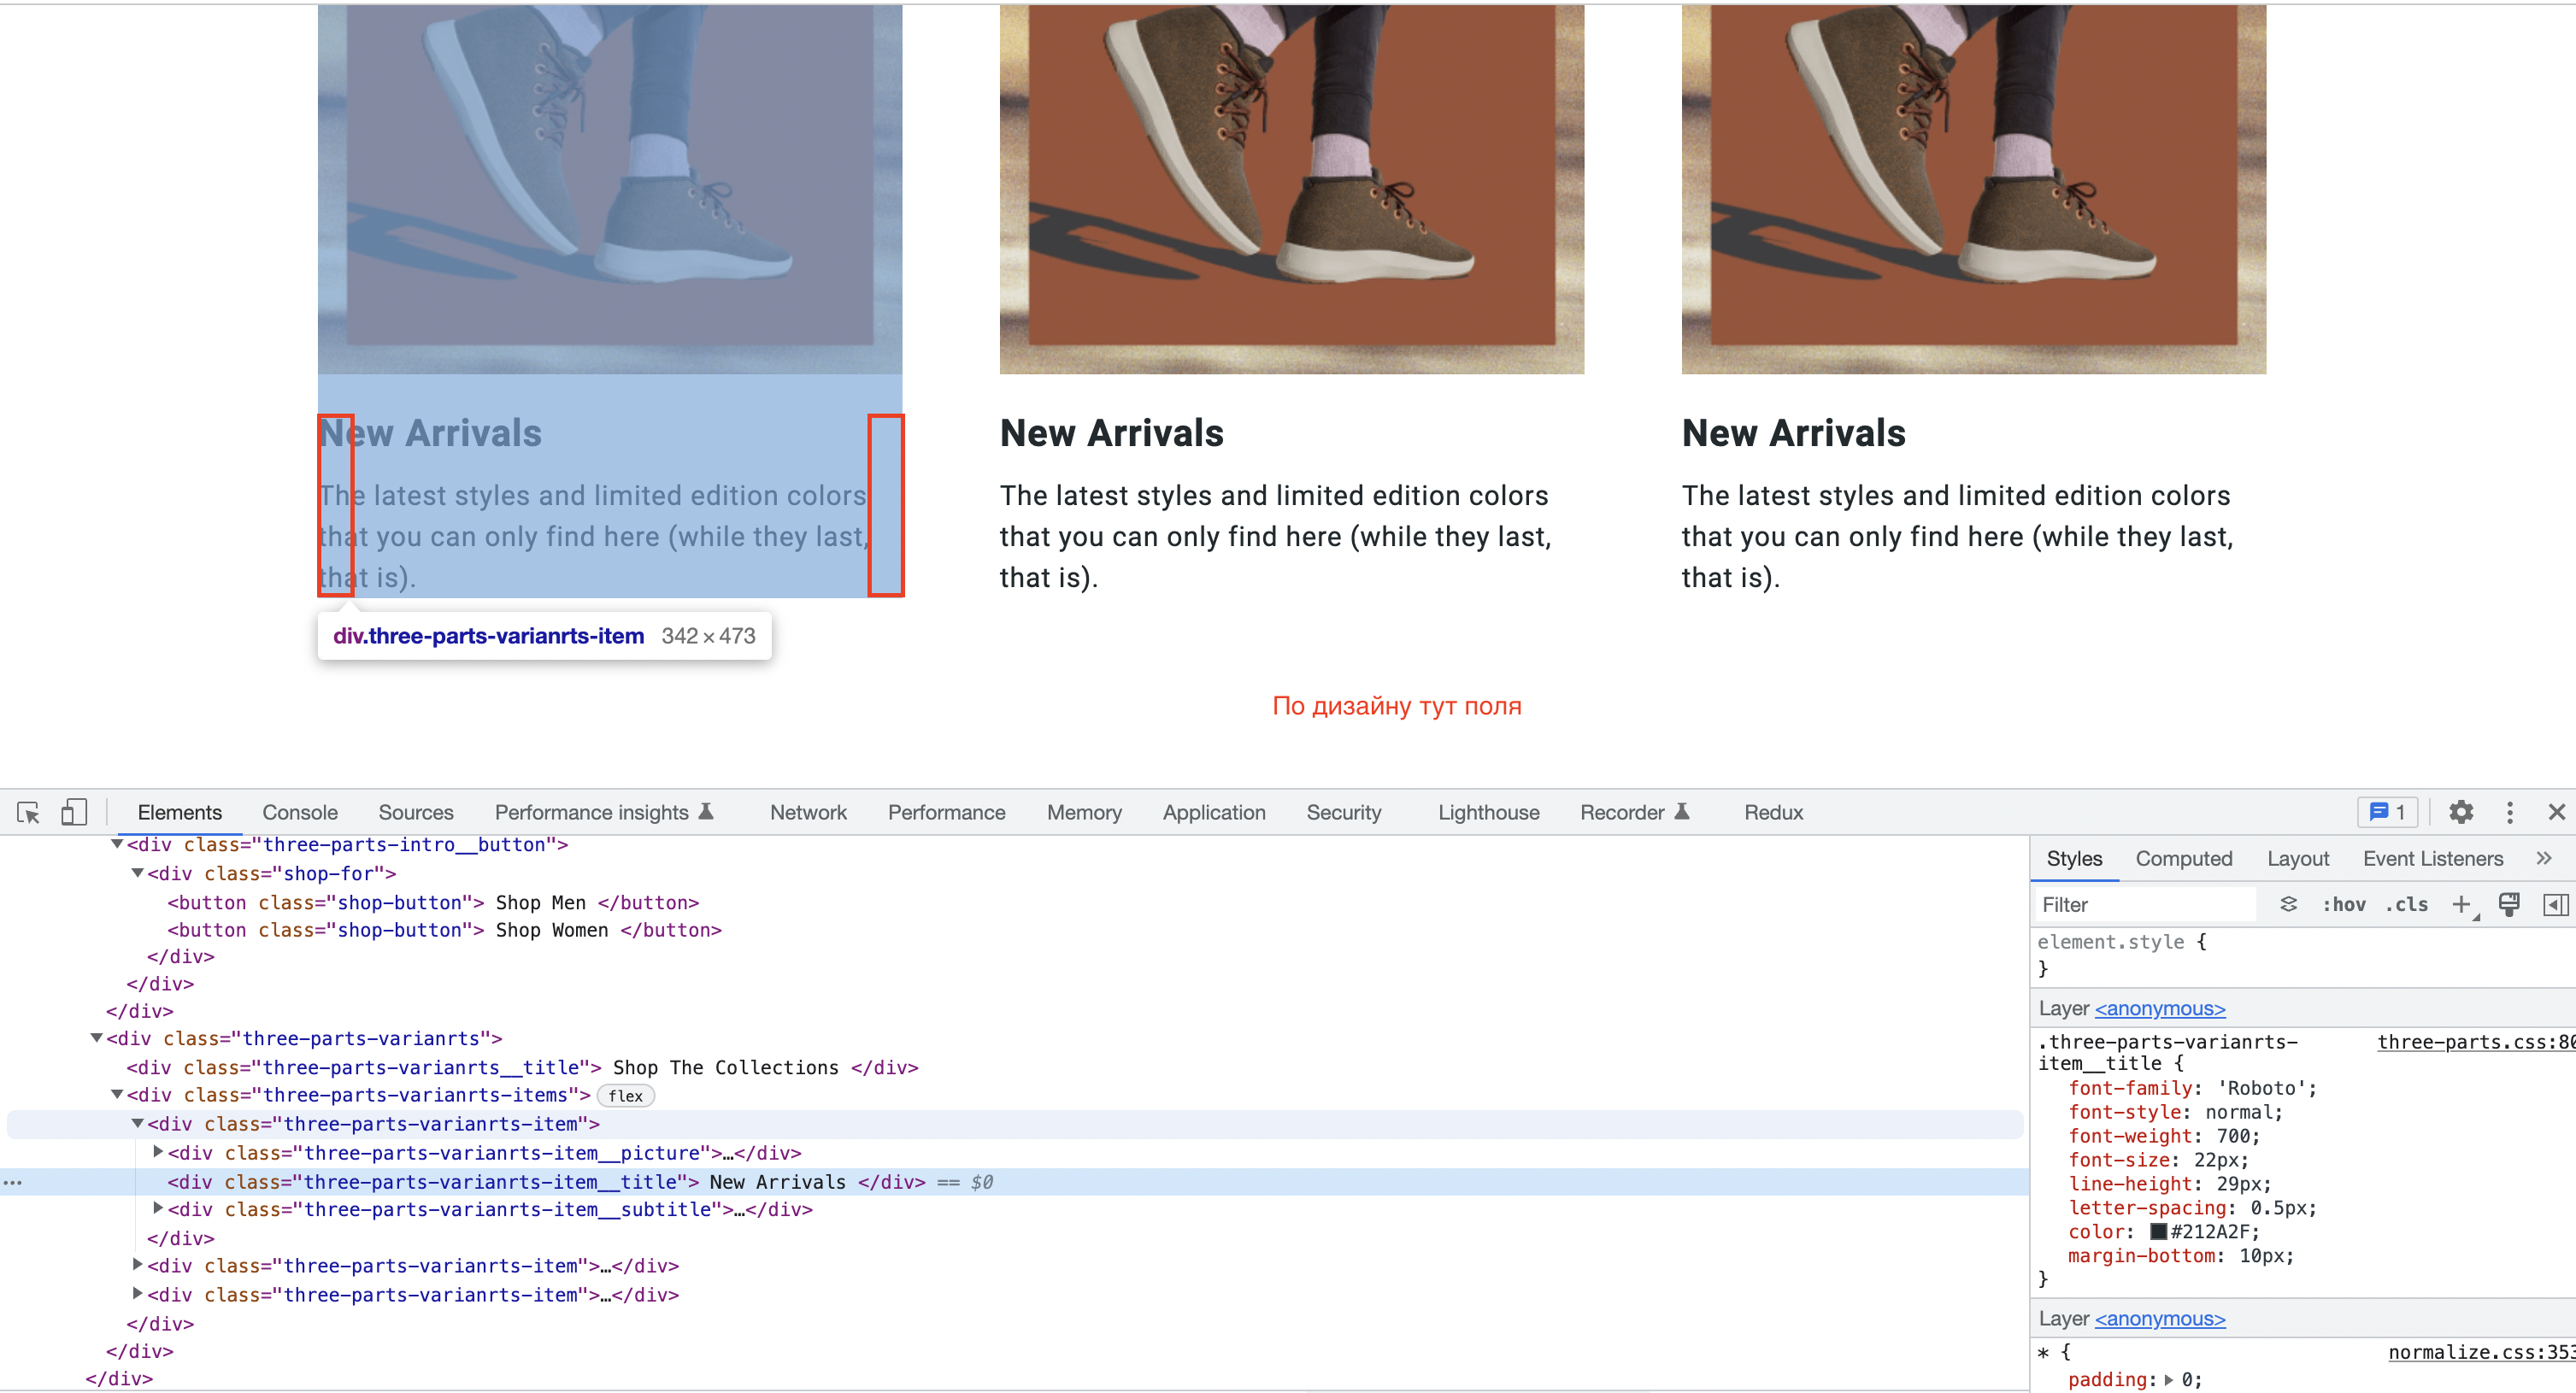 New Arrivals
The latest styles and limited edition colors
that you can only find here (while they last,
that is).
New Arrivals
The latest styles and limited edition colors
that you can only find here (while they last,
that is).
New Arrivals
The latest styles and limited edition colors
that you can only find here (while they last,
that is).
div.three-parts-varianrts-item 342 × 473
По дизайну тут поля
Elements Console Sources Performance insights Network Performance Memory Application Security Lighthouse Recorder Redux 1
<div class="three-parts-intro__button">
<div class="shop-for">
<button class="shop-button"> Shop Men </button>
<button class="shop-button"> Shop Women </button>
</div>
</div>
</div>
<div class="three-parts-varianrts">
<div class="three-parts-varianrts__title"> Shop The Collections </div>
<div class="three-parts-varianrts-items"> flex
<div class="three-parts-varianrts-item">
<div class="three-parts-varianrts-item__picture">…</div>
<div class="three-parts-varianrts-item__title"> New Arrivals </div> == $0
<div class="three-parts-varianrts-item__subtitle">…</div>
</div>
<div class="three-parts-varianrts-item">…</div>
<div class="three-parts-varianrts-item">…</div>
</div>
</div>
</div>
Styles Computed Layout Event Listeners »
Filter :hov .cls +
element.style {
}
Layer <anonymous>
.three-parts-varianrts- three-parts.css:80
item__title {
font-family: 'Roboto';
font-style: normal;
font-weight: 700;
font-size: 22px;
line-height: 29px;
letter-spacing: 0.5px;
color: #212A2F;
margin-bottom: 10px;
}
Layer <anonymous>
* { normalize.css:353
padding: 0;